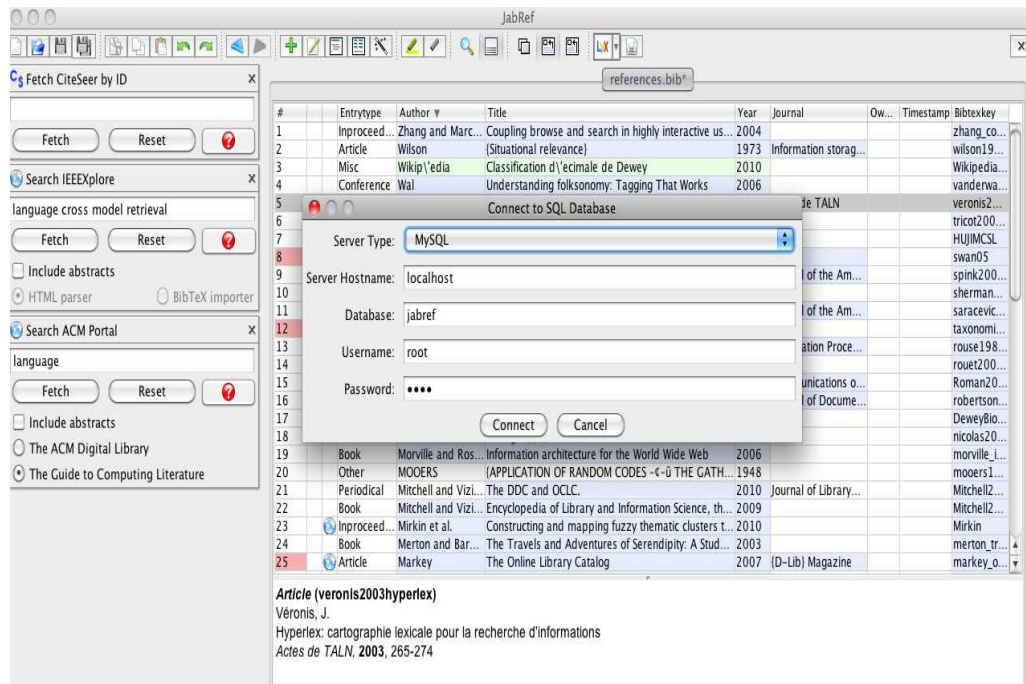 JabRef
Fetch CiteSeer by ID
Fetch Reset
Search IEEEXplore
language cross model retrieval
Fetch Reset
Include abstracts
HTML parser BibTeX importer
Search ACM Portal
language
Fetch Reset
Include abstracts
The ACM Digital Library
The Guide to Computing Literature
references.bib*
# Entrytype Author Title Year Journal Ow... Timestamp Bibtexkey
1 Inproceed... Zhang and Marc... Coupling browse and search in highly interactive us... 2004 zhang_co...
2 Article Wilson {Situational relevance} 1973 Information storag... wilson19...
3 Misc Wikip\'edia Classification d\'ecimale de Dewey 2010 Wikipedia...
4 Conference Wal Understanding folksonomy: Tagging That Works 2006 vanderwa...
5 de TALN veronis2...
6 tricot200...
7 HUJIMCSL
8 swan05
9 of the Am... spink200...
10 sherman...
11 of the Am... saracevic...
12 taxonomi...
13 ation Proce... rouse198...
14 rouet200...
15 unications o... Roman20...
16 of Docume... robertson...
17 DeweyBio...
18 nicolas20...
19 Book Morville and Ros... Information architecture for the World Wide Web 2006 morville_i...
20 Other MOOERS (APPLICATION OF RANDOM CODES -¢-û THE GATH... 1948 mooers1...
21 Periodical Mitchell and Vizi... The DDC and OCLC. 2010 Journal of Library... Mitchell2...
22 Book Mitchell and Vizi... Encyclopedia of Library and Information Science, th... 2009 Mitchell2...
23 Inproceed... Mirkin et al. Constructing and mapping fuzzy thematic clusters t... 2010 Mirkin
24 Book Merton and Bar... The Travels and Adventures of Serendipity: A Stud... 2003 merton_tr...
25 Article Markey The Online Library Catalog 2007 {D-Lib} Magazine markey_o...
Connect to SQL Database
Server Type: MySQL
Server Hostname: localhost
Database: jabref
Username: root
Password: ••••
Connect Cancel
Article (veronis2003hyperlex)
Véronis, J.
Hyperlex: cartographie lexicale pour la recherche d'informations
Actes de TALN, 2003, 265-274